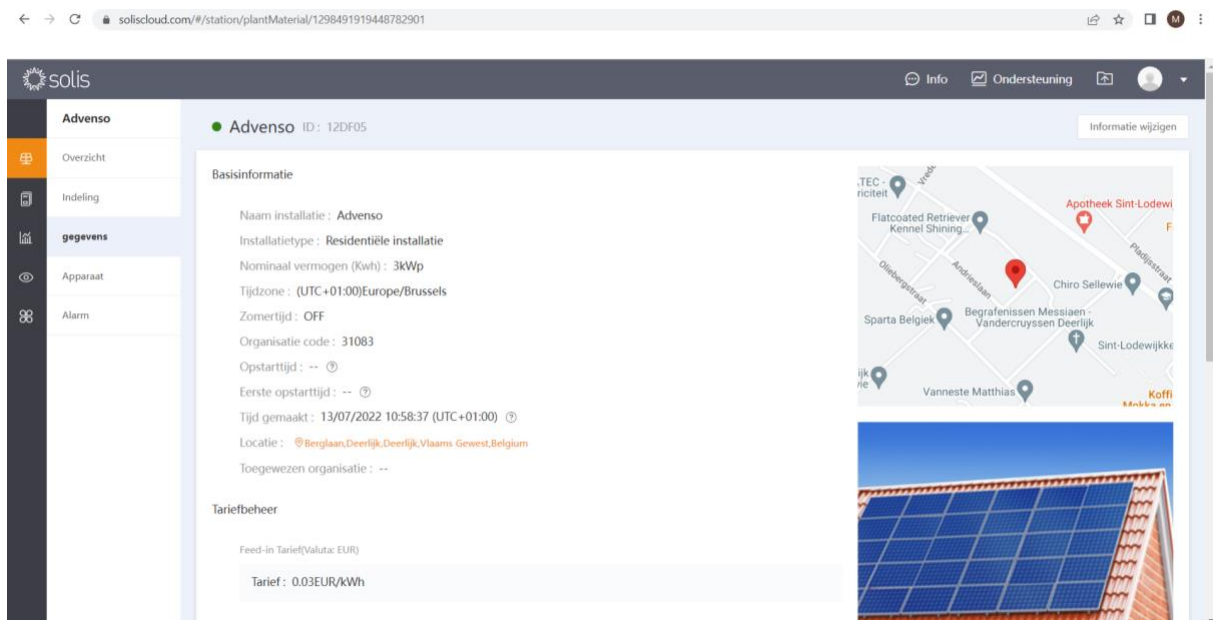 soliscloud.com/#/station/plantMaterial/1298491919448782901
M
solis
Info
Ondersteuning
Advenso
Overzicht
Indeling
gegevens
Apparaat
Alarm
Advenso ID : 12DF05
Informatie wijzigen
Basisinformatie
Naam installatie : Advenso
Installatietype : Residentiële installatie
Nominaal vermogen (Kwh) : 3kWp
Tijdzone : (UTC+01:00)Europe/Brussels
Zomertijd : OFF
Organisatie code : 31083
Opstarttijd : --
Eerste opstarttijd : --
Tijd gemaakt : 13/07/2022 10:58:37 (UTC+01:00)
Locatie : Berglaan,Deerlijk,Deerlijk,Vlaams Gewest,Belgium
Toegewezen organisatie : --
Tariefbeheer
Feed-in Tarief(Valuta: EUR)
Tarief : 0.03EUR/kWh
Flatcoated Retriever
Kennel Shining...
Apotheek Sint-Lodewi
Oliebergstraat
Andrieslaan
Pladijsstraat
Chiro Sellewie
Sparta Belgiek
Begrafenissen Messiaen -
Vandercruyssen Deerlijk
Sint-Lodewijkke
Vanneste Matthias
Koffi